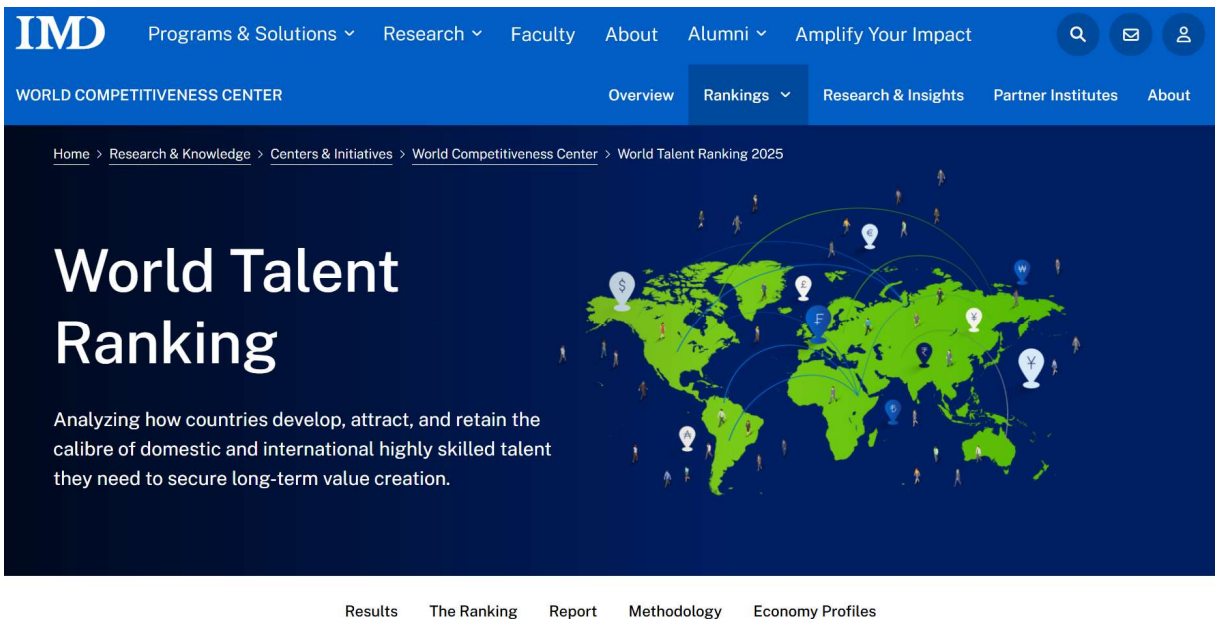 IMD Programs & Solutions Research Faculty About Alumni Amplify Your Impact
WORLD COMPETITIVENESS CENTER Overview Rankings Research & Insights Partner Institutes About
Home > Research & Knowledge > Centers & Initiatives > World Competitiveness Center > World Talent Ranking 2025
World Talent
Ranking
Analyzing how countries develop, attract, and retain the
calibre of domestic and international highly skilled talent
they need to secure long-term value creation.
$
€
£
₣
₩
¥
₹
¥
Results The Ranking Report Methodology Economy Profiles